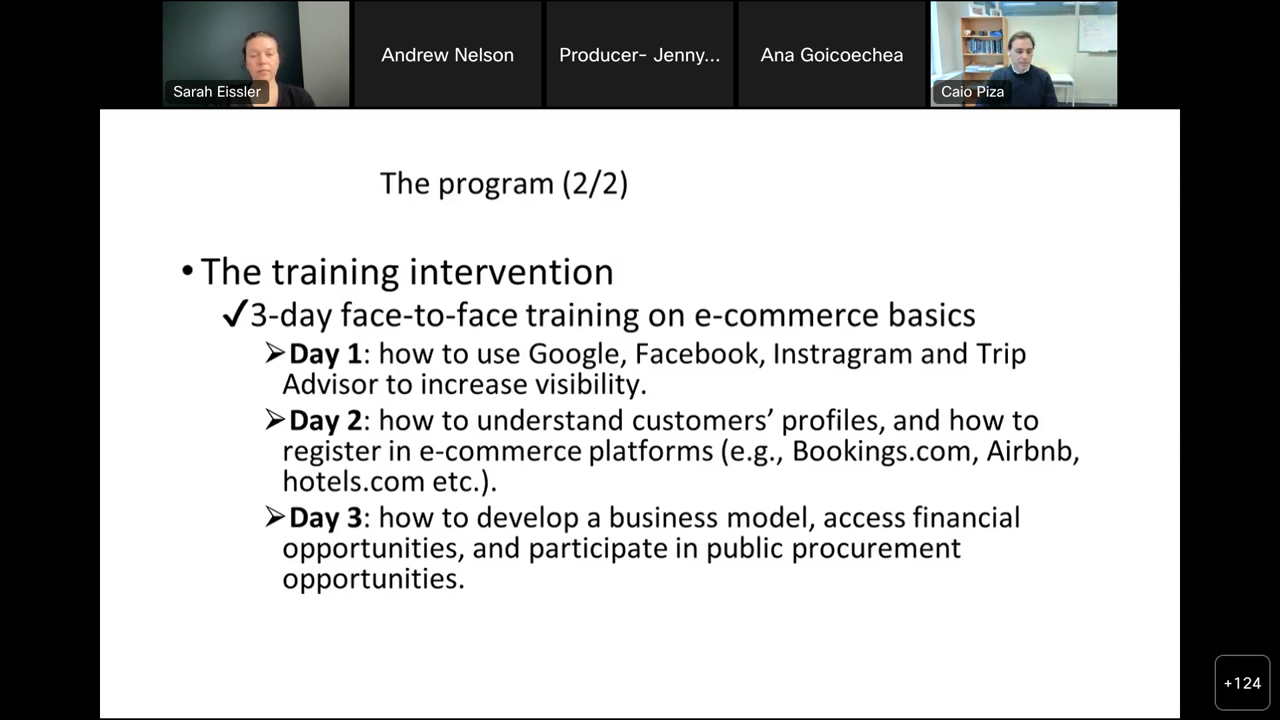 Sarah Eissler
Andrew Nelson
Producer- Jenny...
Ana Goicoechea
Caio Piza
The program (2/2)
• The training intervention
✓3-day face-to-face training on e-commerce basics
➢Day 1: how to use Google, Facebook, Instragram and Trip
Advisor to increase visibility.
➢Day 2: how to understand customers’ profiles, and how to
register in e-commerce platforms (e.g., Bookings.com, Airbnb,
hotels.com etc.).
➢Day 3: how to develop a business model, access financial
opportunities, and participate in public procurement
opportunities.
+124